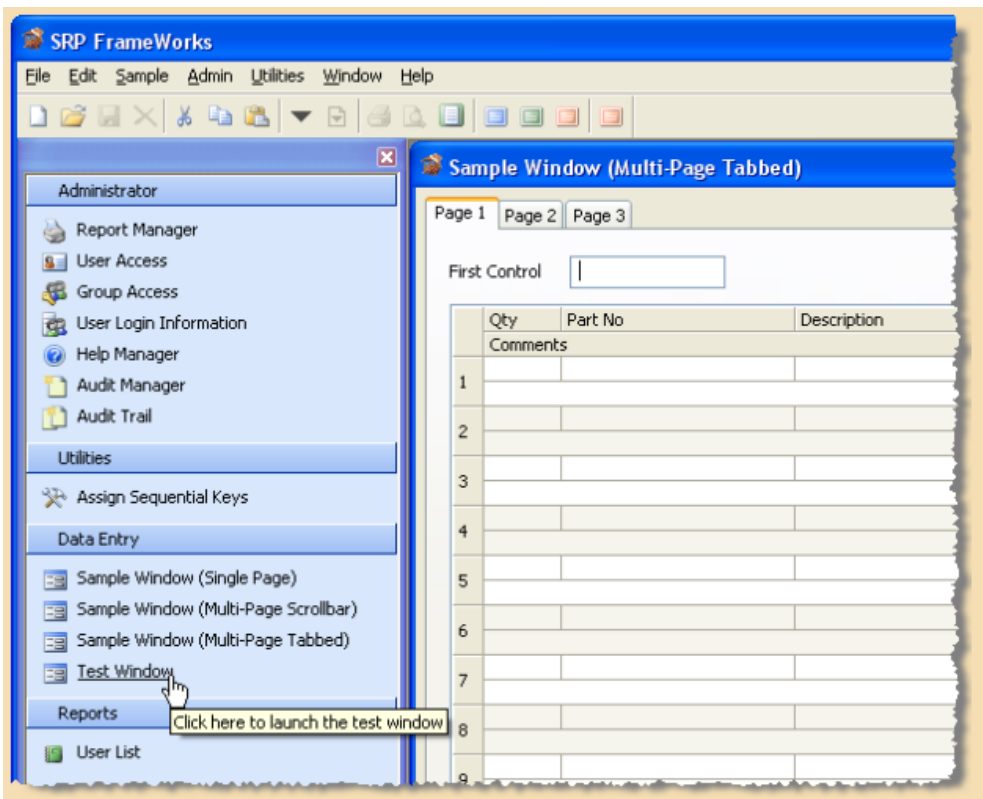 SRP FrameWorks
File Edit Sample Admin Utilities Window Help
Administrator
Report Manager
User Access
Group Access
User Login Information
Help Manager
Audit Manager
Audit Trail
Utilities
Assign Sequential Keys
Data Entry
Sample Window (Single Page)
Sample Window (Multi-Page Scrollbar)
Sample Window (Multi-Page Tabbed)
Test Window
Click here to launch the test window
Reports
User List
Sample Window (Multi-Page Tabbed)
Page 1 Page 2 Page 3
First Control
Qty Part No Description
Comments
1
2
3
4
5
6
7
8
9